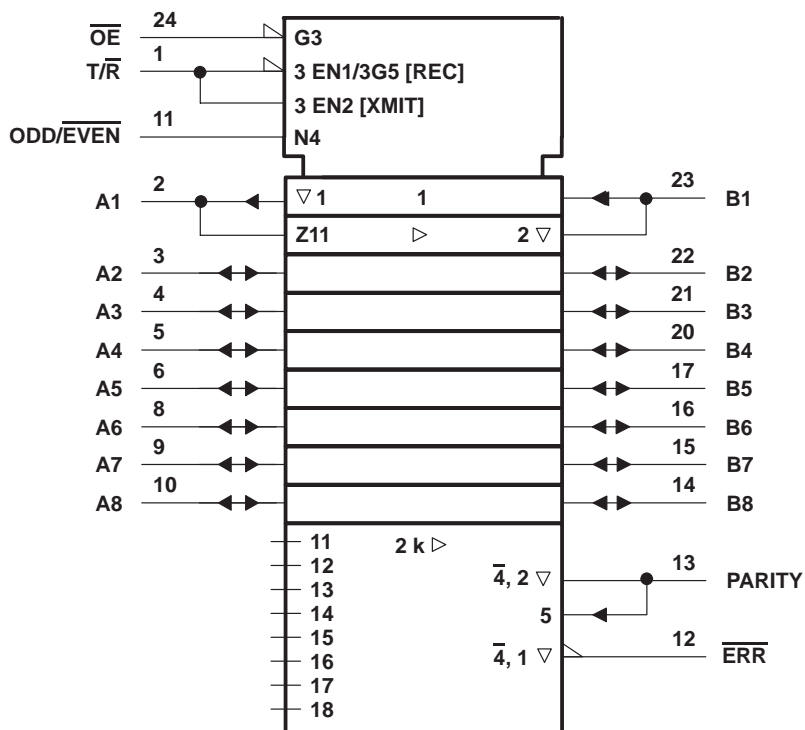 24
O̅E̅ G3
1
T/R̅ 3 EN1/3G5 [REC]
3 EN2 [XMIT]
11
ODD/E̅V̅E̅N̅ N4
2 23
A1 ▽ 1 1 B1
Z11 ▷ 2 ▽
3 22
A2 B2
4 21
A3 B3
5 20
A4 B4
6 17
A5 B5
8 16
A6 B6
9 15
A7 B7
10 14
A8 B8
11 2 k ▷
12 13
13 4̅, 2 ▽ PARITY
14 5
15 12
16 4̅, 1 ▽ E̅R̅R̅
17
18